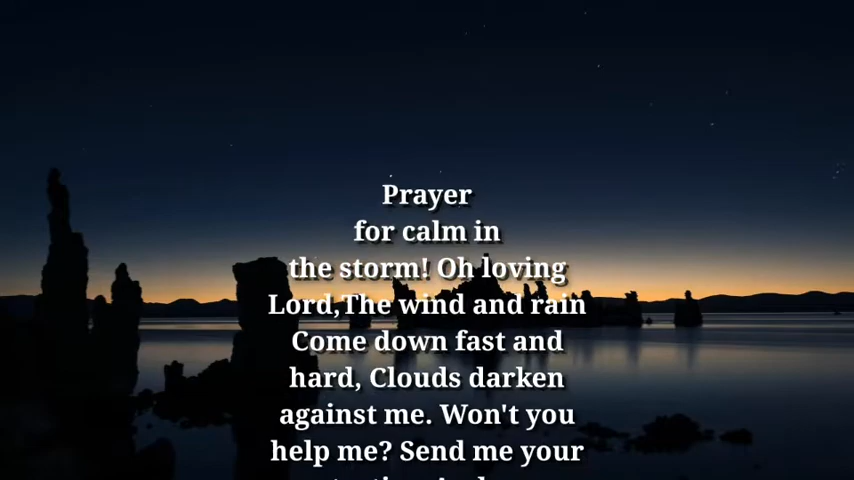 Prayer
for calm in
the storm! Oh loving
Lord,The wind and rain
Come down fast and
hard, Clouds darken
against me. Won't you
help me? Send me your